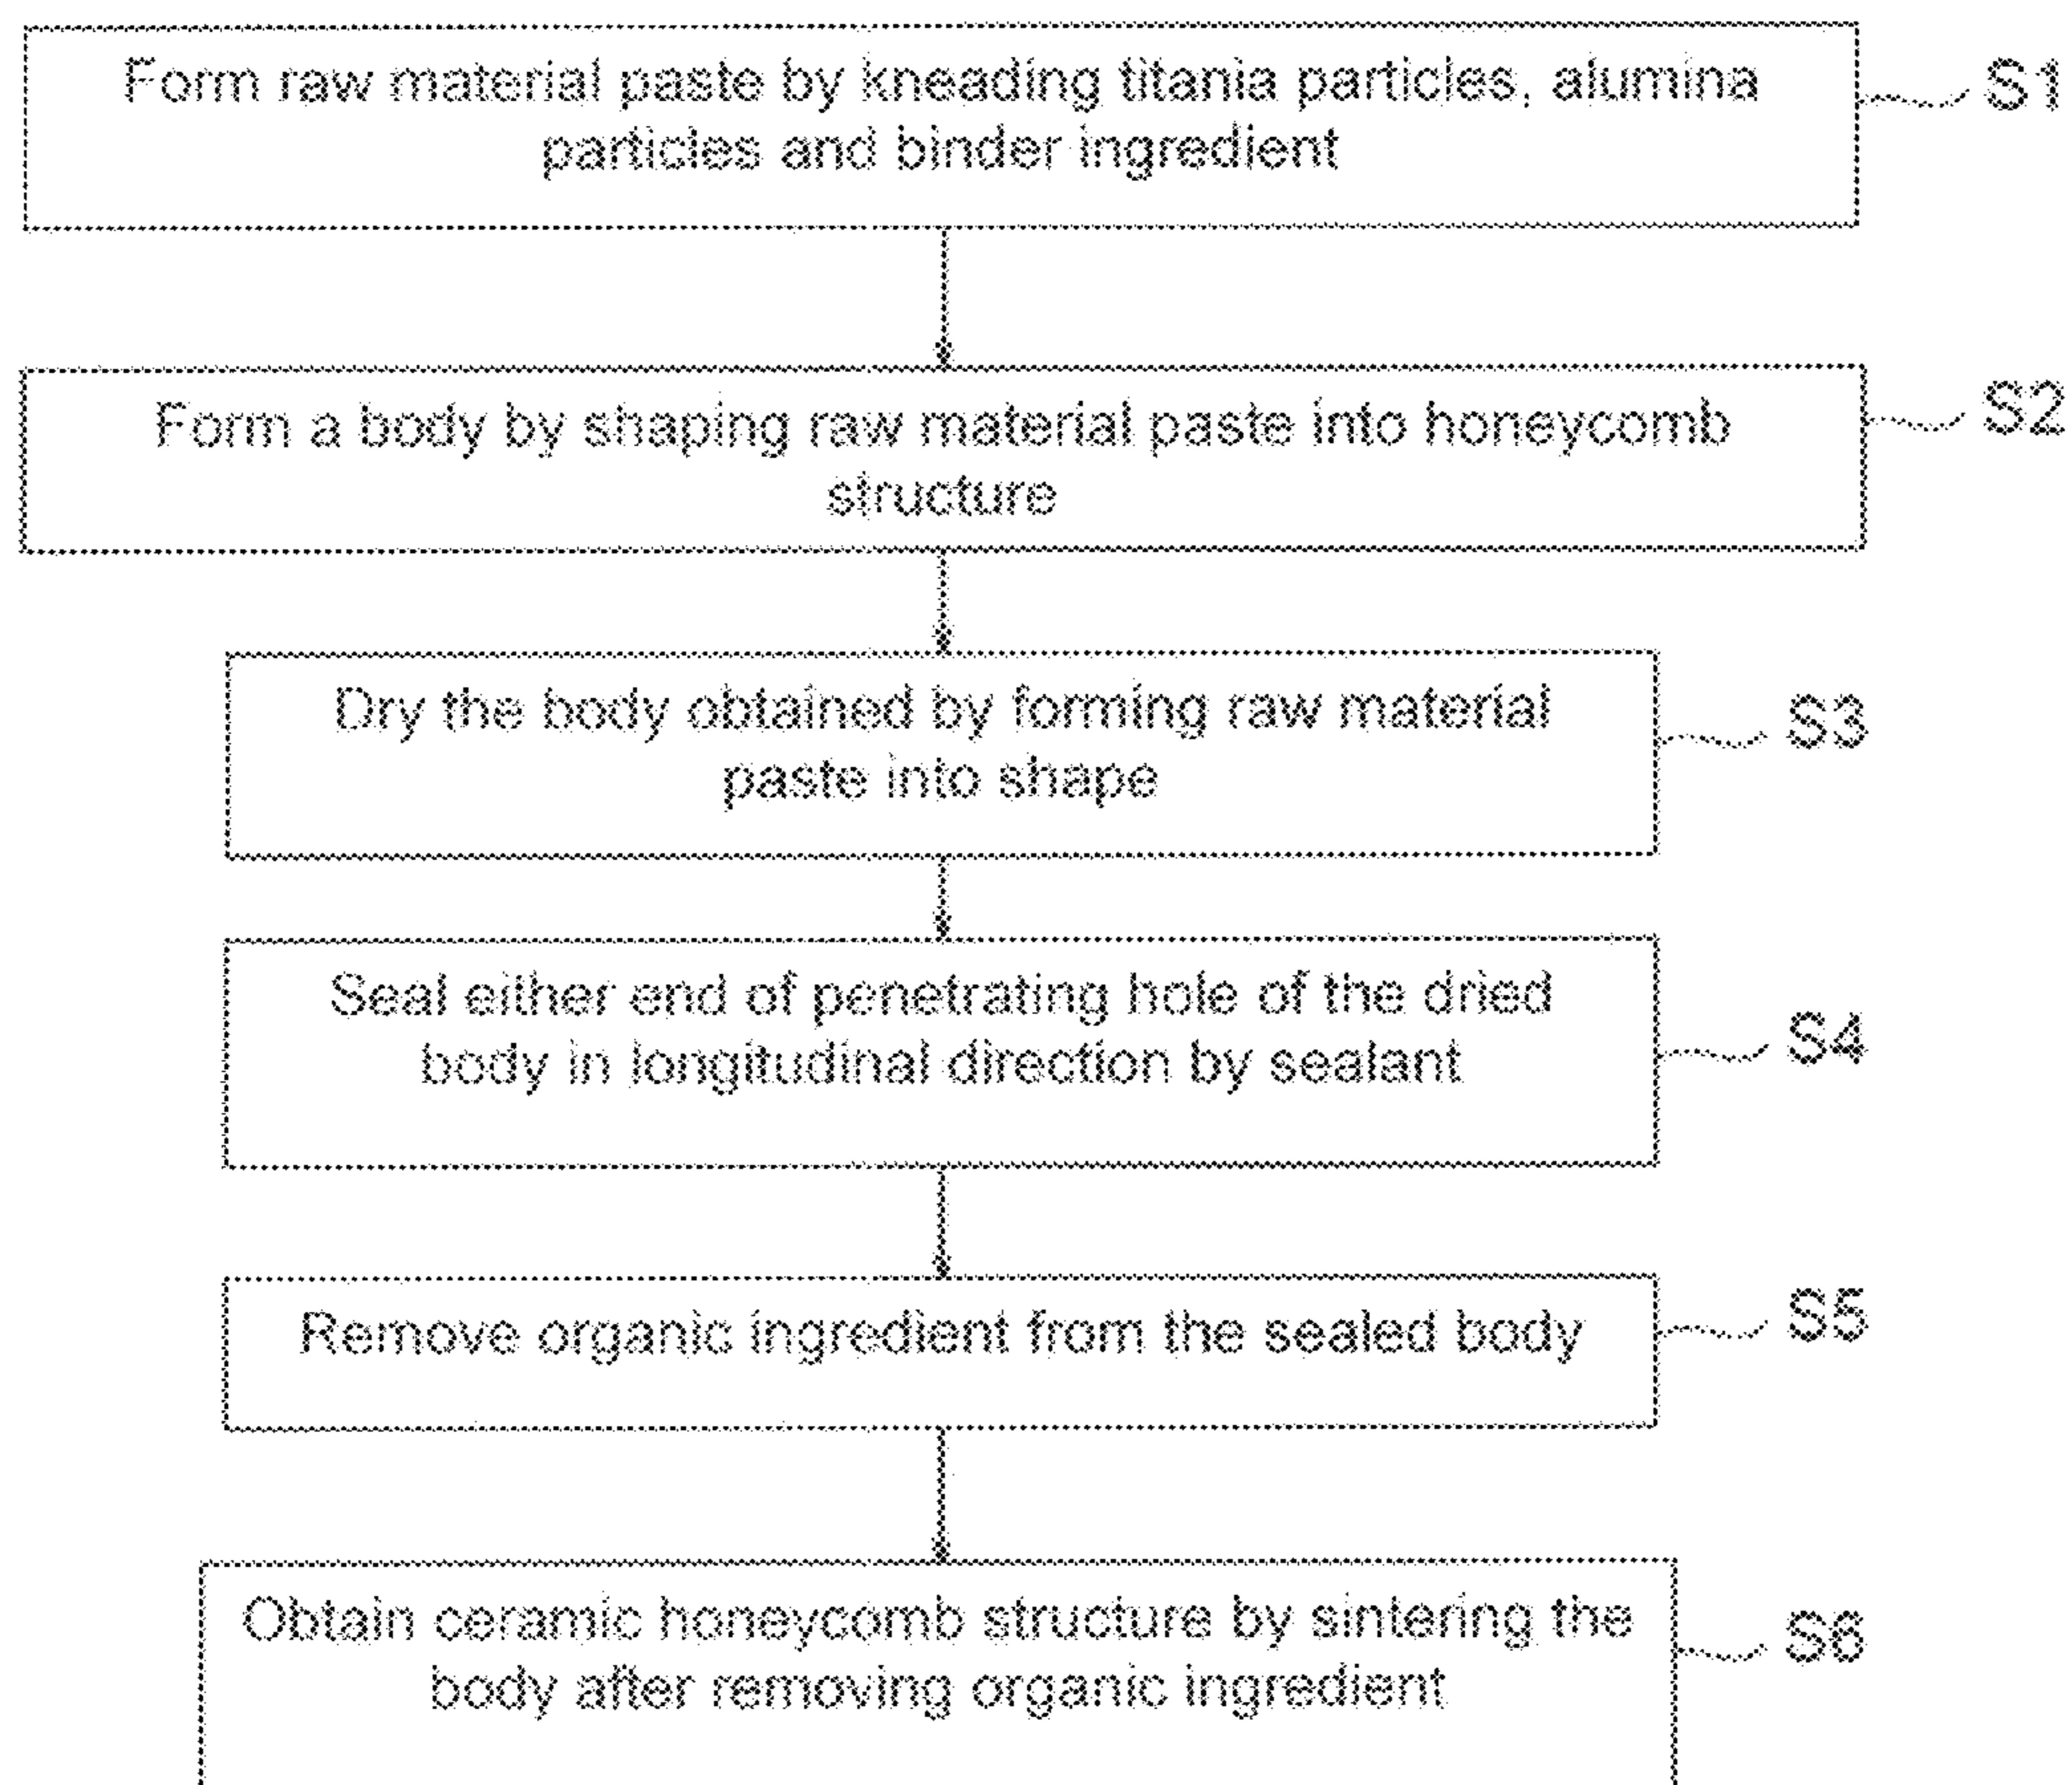 Form raw material paste by kneading titania particles, alumina
particles and binder ingredient
S1
Form a body by shaping raw material paste into honeycomb
structure
S2
Dry the body obtained by forming raw material
paste into shape
S3
Seal either end of penetrating hole of the dried
body in longitudinal direction by sealant
S4
Remove organic ingredient from the sealed body
S5
Obtain ceramic honeycomb structure by sintering the
body after removing organic ingredient
S6